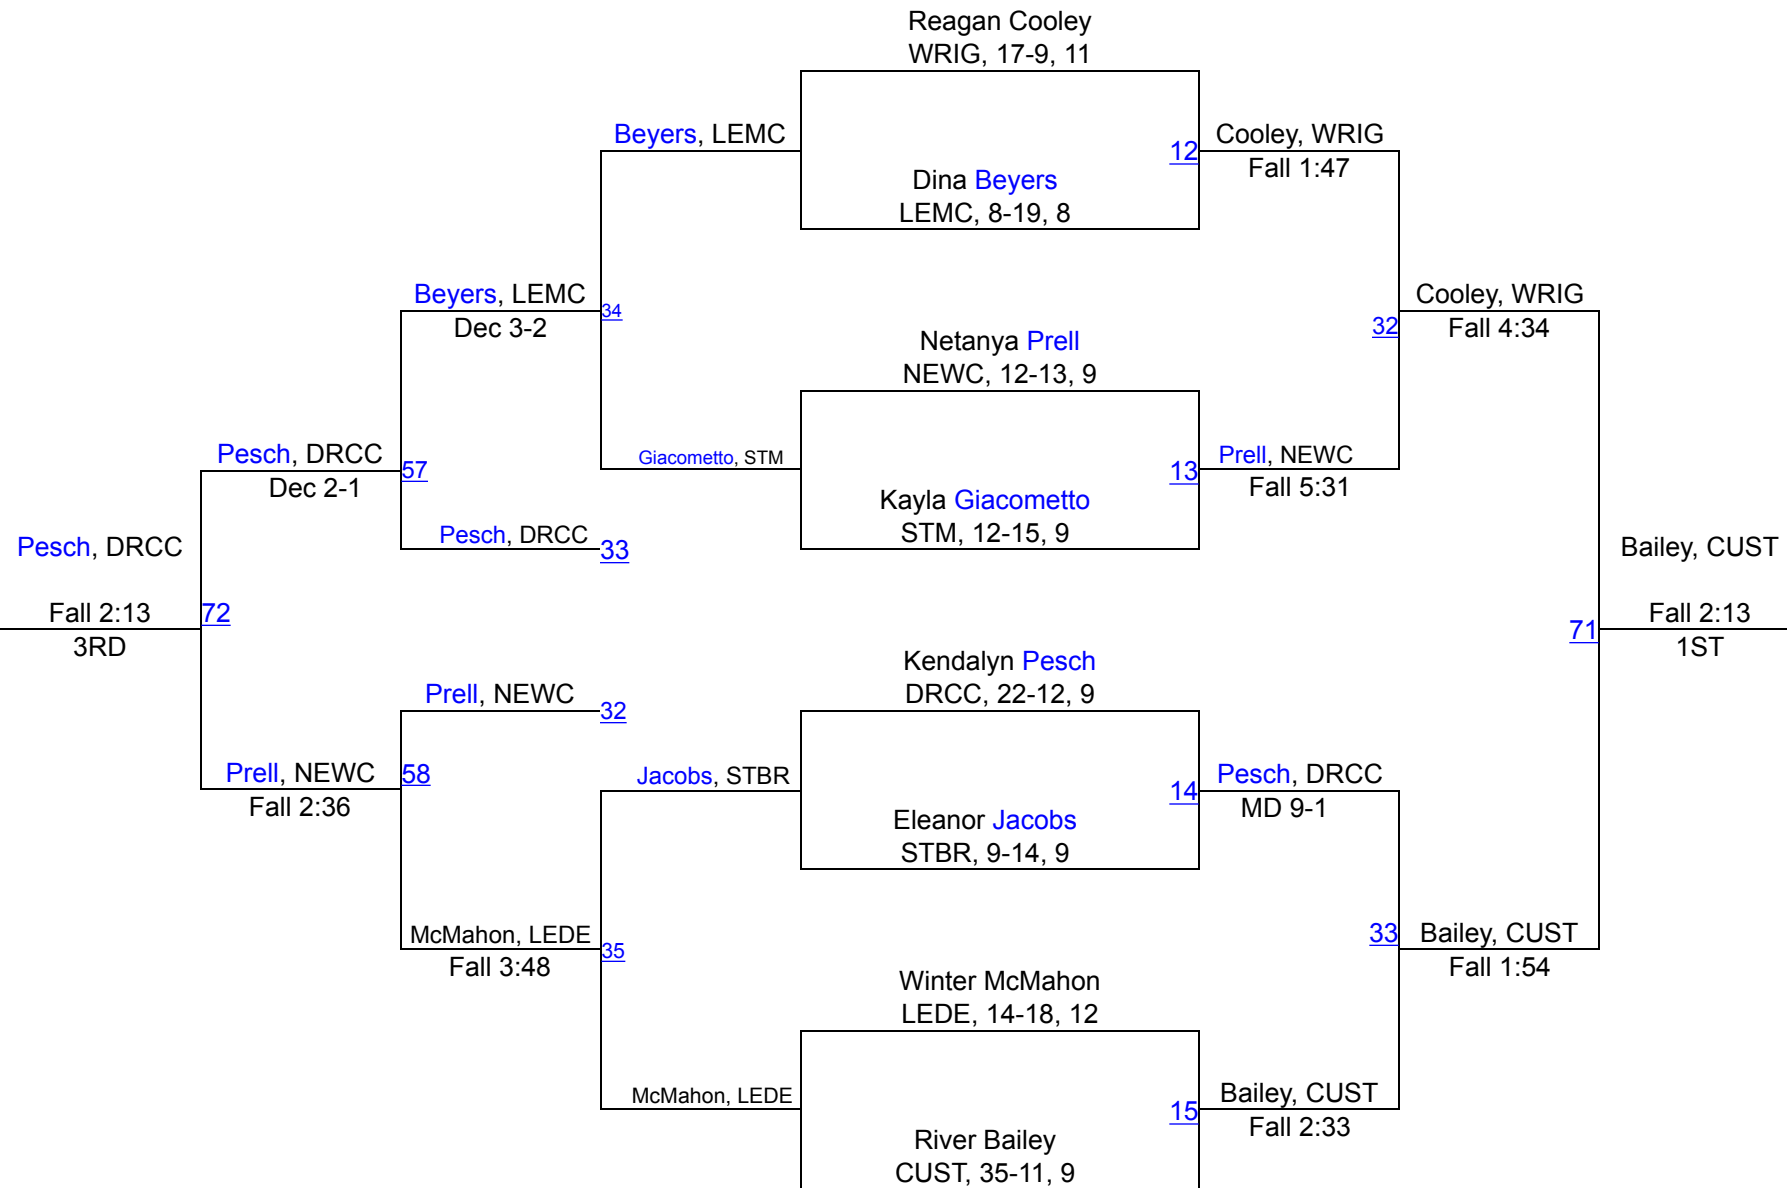 Reagan Cooley
WRIG, 17-9, 11
Beyers, LEMC
12
Cooley, WRIG
Fall 1:47
Dina Beyers
LEMC, 8-19, 8
Beyers, LEMC
Dec 3-2
34
Cooley, WRIG
Fall 4:34
32
Netanya Prell
NEWC, 12-13, 9
Pesch, DRCC
Dec 2-1
57
Giacometto, STM
13
Prell, NEWC
Fall 5:31
Kayla Giacometto
STM, 12-15, 9
Pesch, DRCC
33
Pesch, DRCC
Fall 2:13
3RD
72
Bailey, CUST
Fall 2:13
1ST
71
Kendalyn Pesch
DRCC, 22-12, 9
Prell, NEWC
32
Prell, NEWC
Fall 2:36
58
Jacobs, STBR
14
Pesch, DRCC
MD 9-1
Eleanor Jacobs
STBR, 9-14, 9
McMahon, LEDE
Fall 3:48
35
33
Bailey, CUST
Fall 1:54
Winter McMahon
LEDE, 14-18, 12
McMahon, LEDE
15
Bailey, CUST
Fall 2:33
River Bailey
CUST, 35-11, 9